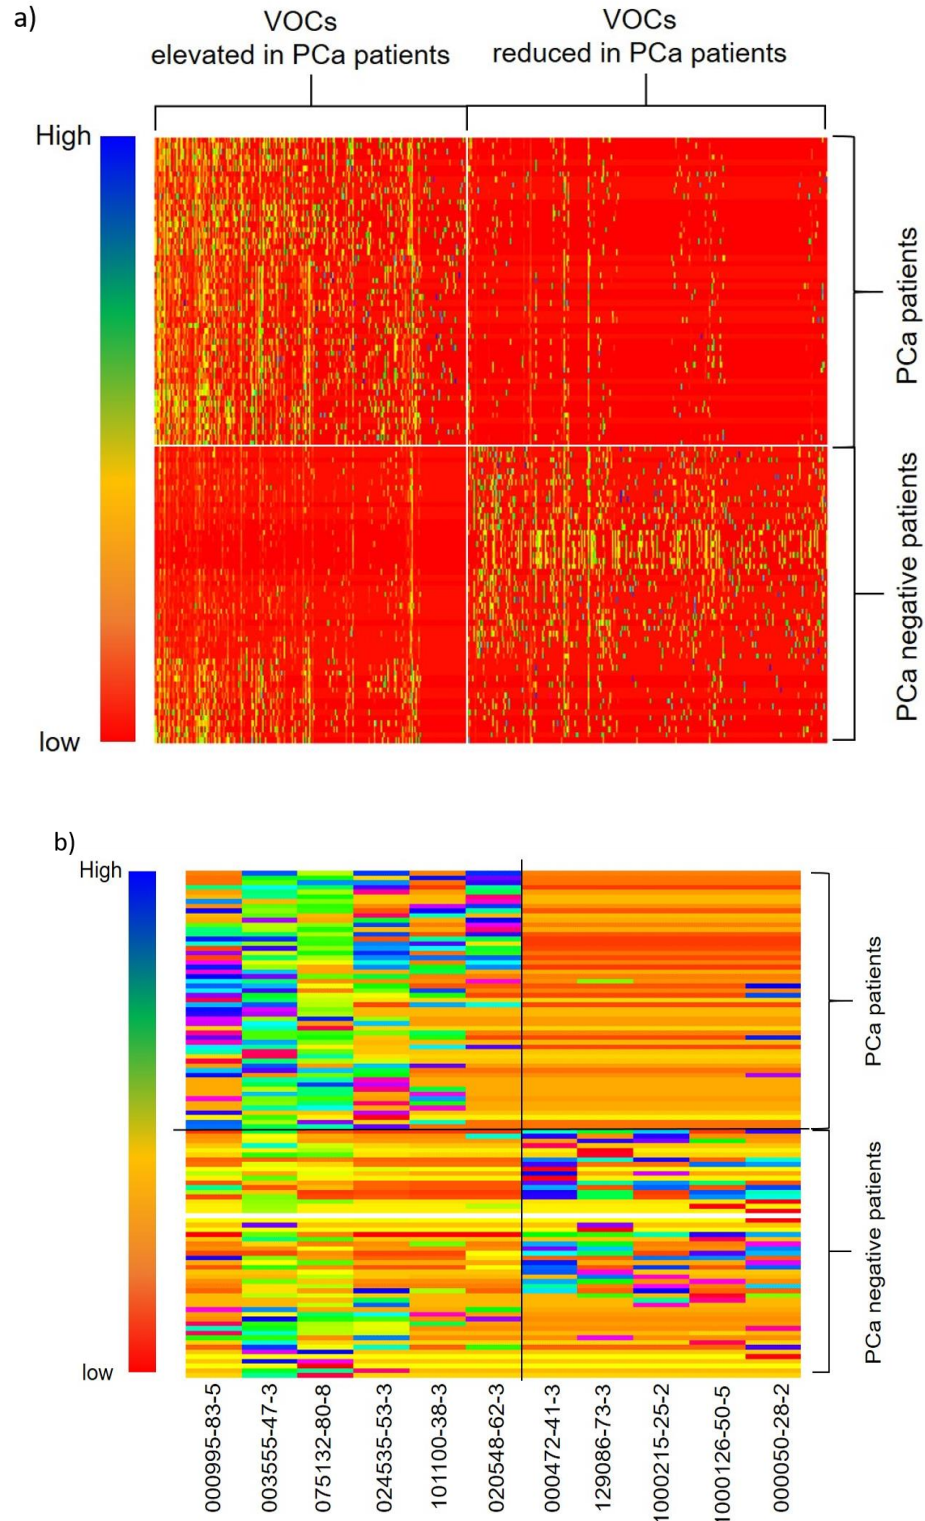 a)
VOCs
elevated in PCa patients
VOCs
reduced in PCa patients
High
low
PCa patients
PCa negative patients
b)
High
low
PCa patients
PCa negative patients
000995-83-5
003555-47-3
075132-80-8
024535-53-3
101100-38-3
020548-62-3
000472-41-3
129086-73-3
1000215-25-2
1000126-50-5
000050-28-2